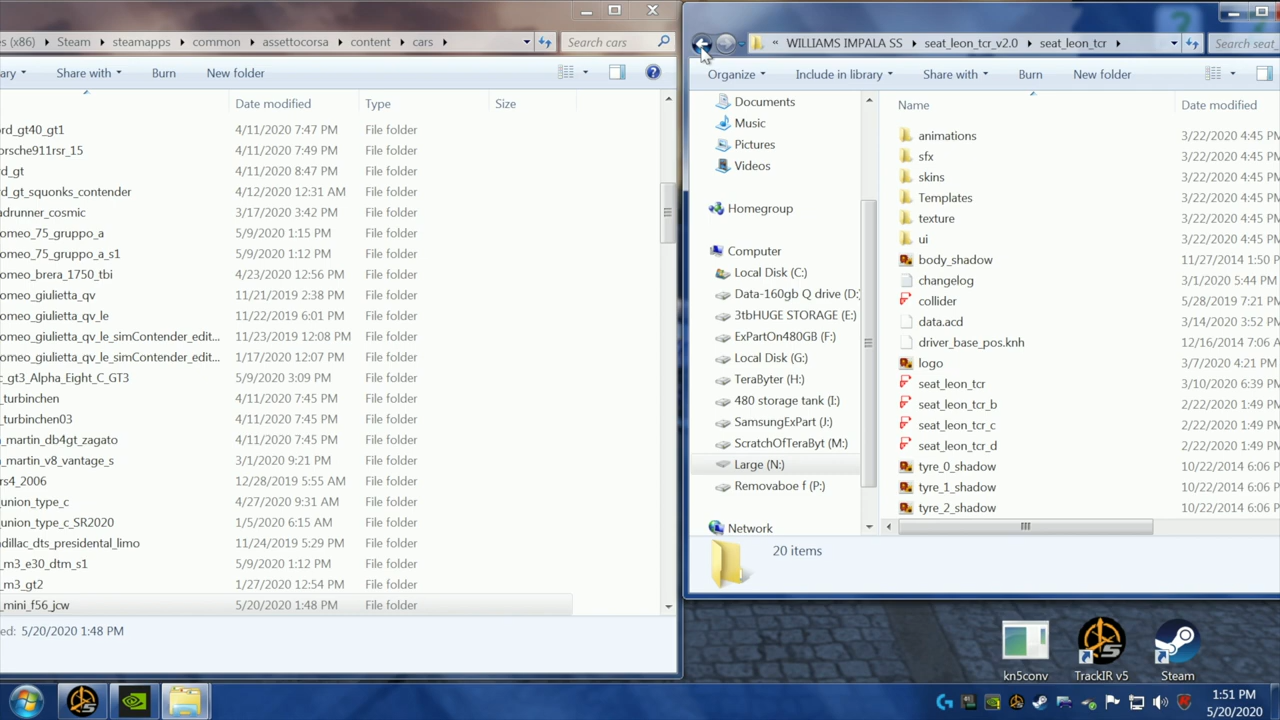 s (x86) Steam steamapps common assettocorsa content cars
Search cars
ary Share with Burn New folder
Date modified Type Size
ord_gt40_gt1 4/11/2020 7:47 PM File folder
orsche911rsr_15 4/11/2020 7:49 PM File folder
rd_gt 4/11/2020 8:47 PM File folder
rd_gt_squonks_contender 4/12/2020 12:31 AM File folder
adrunner_cosmic 3/17/2020 3:42 PM File folder
omeo_75_gruppo_a 5/9/2020 1:15 PM File folder
omeo_75_gruppo_a_s1 5/9/2020 1:12 PM File folder
omeo_brera_1750_tbi 4/23/2020 12:56 PM File folder
omeo_giulietta_qv 11/21/2019 2:38 PM File folder
omeo_giulietta_qv_le 11/22/2019 6:01 PM File folder
omeo_giulietta_qv_le_simContender_edit... 11/23/2019 12:08 PM File folder
omeo_giulietta_qv_le_simContender_edit... 1/17/2020 12:07 PM File folder
c_gt3_Alpha_Eight_C_GT3 5/9/2020 3:09 PM File folder
_turbinchen 4/11/2020 7:45 PM File folder
_turbinchen03 4/11/2020 7:45 PM File folder
n_martin_db4gt_zagato 4/11/2020 7:45 PM File folder
_martin_v8_vantage_s 3/1/2020 9:21 PM File folder
rs4_2006 12/28/2019 5:55 AM File folder
union_type_c 4/27/2020 9:31 AM File folder
union_type_c_SR2020 1/5/2020 6:15 AM File folder
dillac_dts_presidental_limo 11/24/2019 5:29 PM File folder
_m3_e30_dtm_s1 5/9/2020 1:12 PM File folder
_m3_gt2 1/27/2020 12:54 PM File folder
_mini_f56_jcw 5/20/2020 1:48 PM File folder
ed: 5/20/2020 1:48 PM
« WILLIAMS IMPALA SS seat_leon_tcr_v2.0 seat_leon_tcr
Search seat_
Organize Include in library Share with Burn New folder
Documents
Music
Pictures
Videos
Homegroup
Computer
Local Disk (C:)
Data-160gb Q drive (D:
3tbHUGE STORAGE (E:)
ExPartOn480GB (F:)
Local Disk (G:)
TeraByter (H:)
480 storage tank (I:)
SamsungExPart (J:)
ScratchOfTeraByt (M:)
Large (N:)
Removaboe f (P:)
Network
Name Date modified
animations 3/22/2020 4:45 PM
sfx 3/22/2020 4:45 PM
skins 3/22/2020 4:45 PM
Templates 3/22/2020 4:45 PM
texture 3/22/2020 4:45 PM
ui 3/22/2020 4:45 PM
body_shadow 11/27/2014 1:50 P
changelog 3/1/2020 5:44 PM
collider 5/28/2019 7:21 PM
data.acd 3/14/2020 3:52 PM
driver_base_pos.knh 12/16/2014 7:06 P
logo 3/7/2020 4:21 PM
seat_leon_tcr 3/10/2020 6:39 PM
seat_leon_tcr_b 2/22/2020 1:49 PM
seat_leon_tcr_c 2/22/2020 1:49 PM
seat_leon_tcr_d 2/22/2020 1:49 PM
tyre_0_shadow 10/22/2014 6:06 P
tyre_1_shadow 10/22/2014 6:06 P
tyre_2_shadow 10/22/2014 6:06 P
20 items
kn5conv TrackIR v5 Steam
1:51 PM
5/20/2020